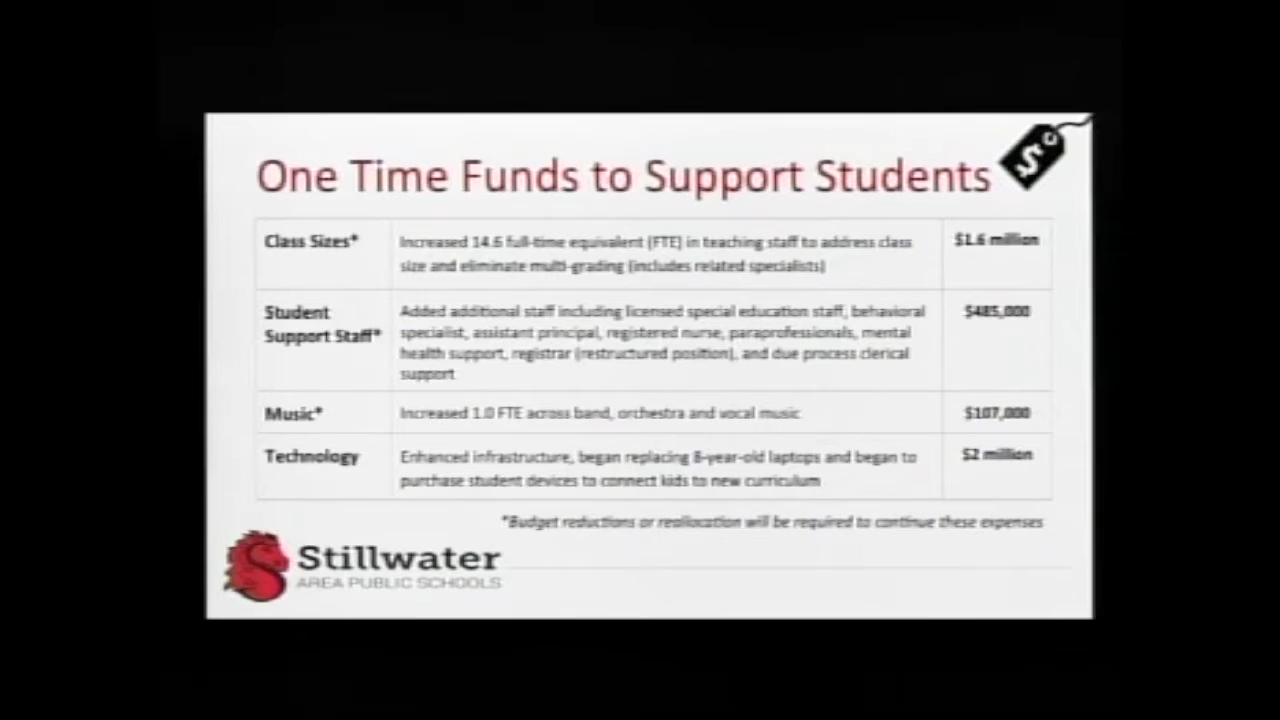 One Time Funds to Support Students
Class Sizes*
Increased 14.6 full-time equivalent (FTE) in teaching staff to address class
size and eliminate multi-grading (includes related specialists)
$1.6 million
Student
Support Staff*
Added additional staff including licensed special education staff, behavioral
specialist, assistant principal, registered nurse, paraprofessionals, mental
health support, registrar (restructured position), and due process clerical
support
$485,000
Music*
Increased 1.0 FTE across band, orchestra and vocal music
$107,000
Technology
Enhanced infrastructure, began replacing 8-year-old laptops and began to
purchase student devices to connect kids to new curriculum
$2 million
*Budget reductions or reallocation will be required to continue these expenses
Stillwater
AREA PUBLIC SCHOOLS
$